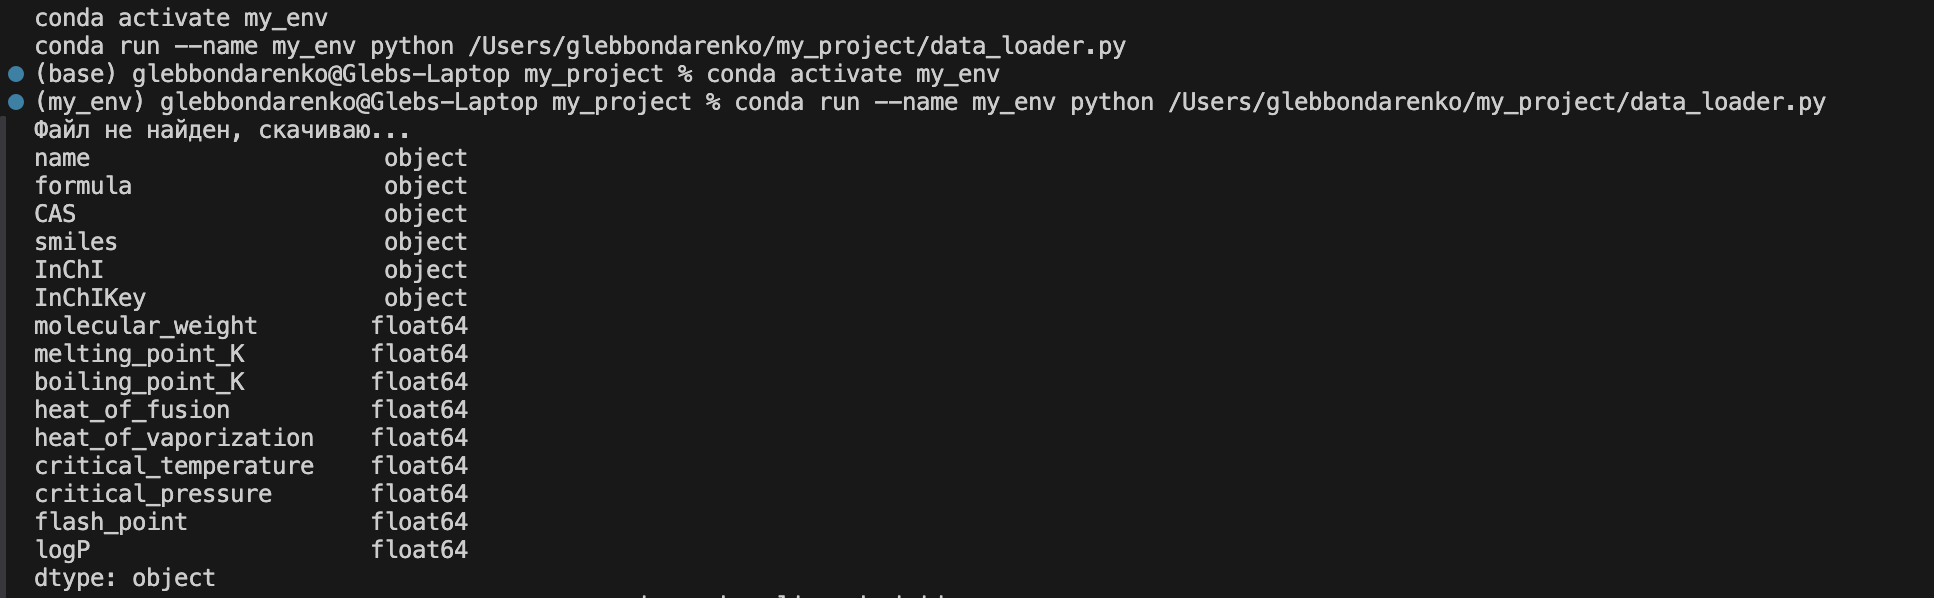 conda activate my_env
conda run --name my_env python /Users/glebbondarenko/my_project/data_loader.py
(base) glebbondarenko@Glebs-Laptop my_project % conda activate my_env
(my_env) glebbondarenko@Glebs-Laptop my_project % conda run --name my_env python /Users/glebbondarenko/my_project/data_loader.py
Файл не найден, скачиваю...
name object
formula object
CAS object
smiles object
InChI object
InChIKey object
molecular_weight float64
melting_point_K float64
boiling_point_K float64
heat_of_fusion float64
heat_of_vaporization float64
critical_temperature float64
critical_pressure float64
flash_point float64
logP float64
dtype: object